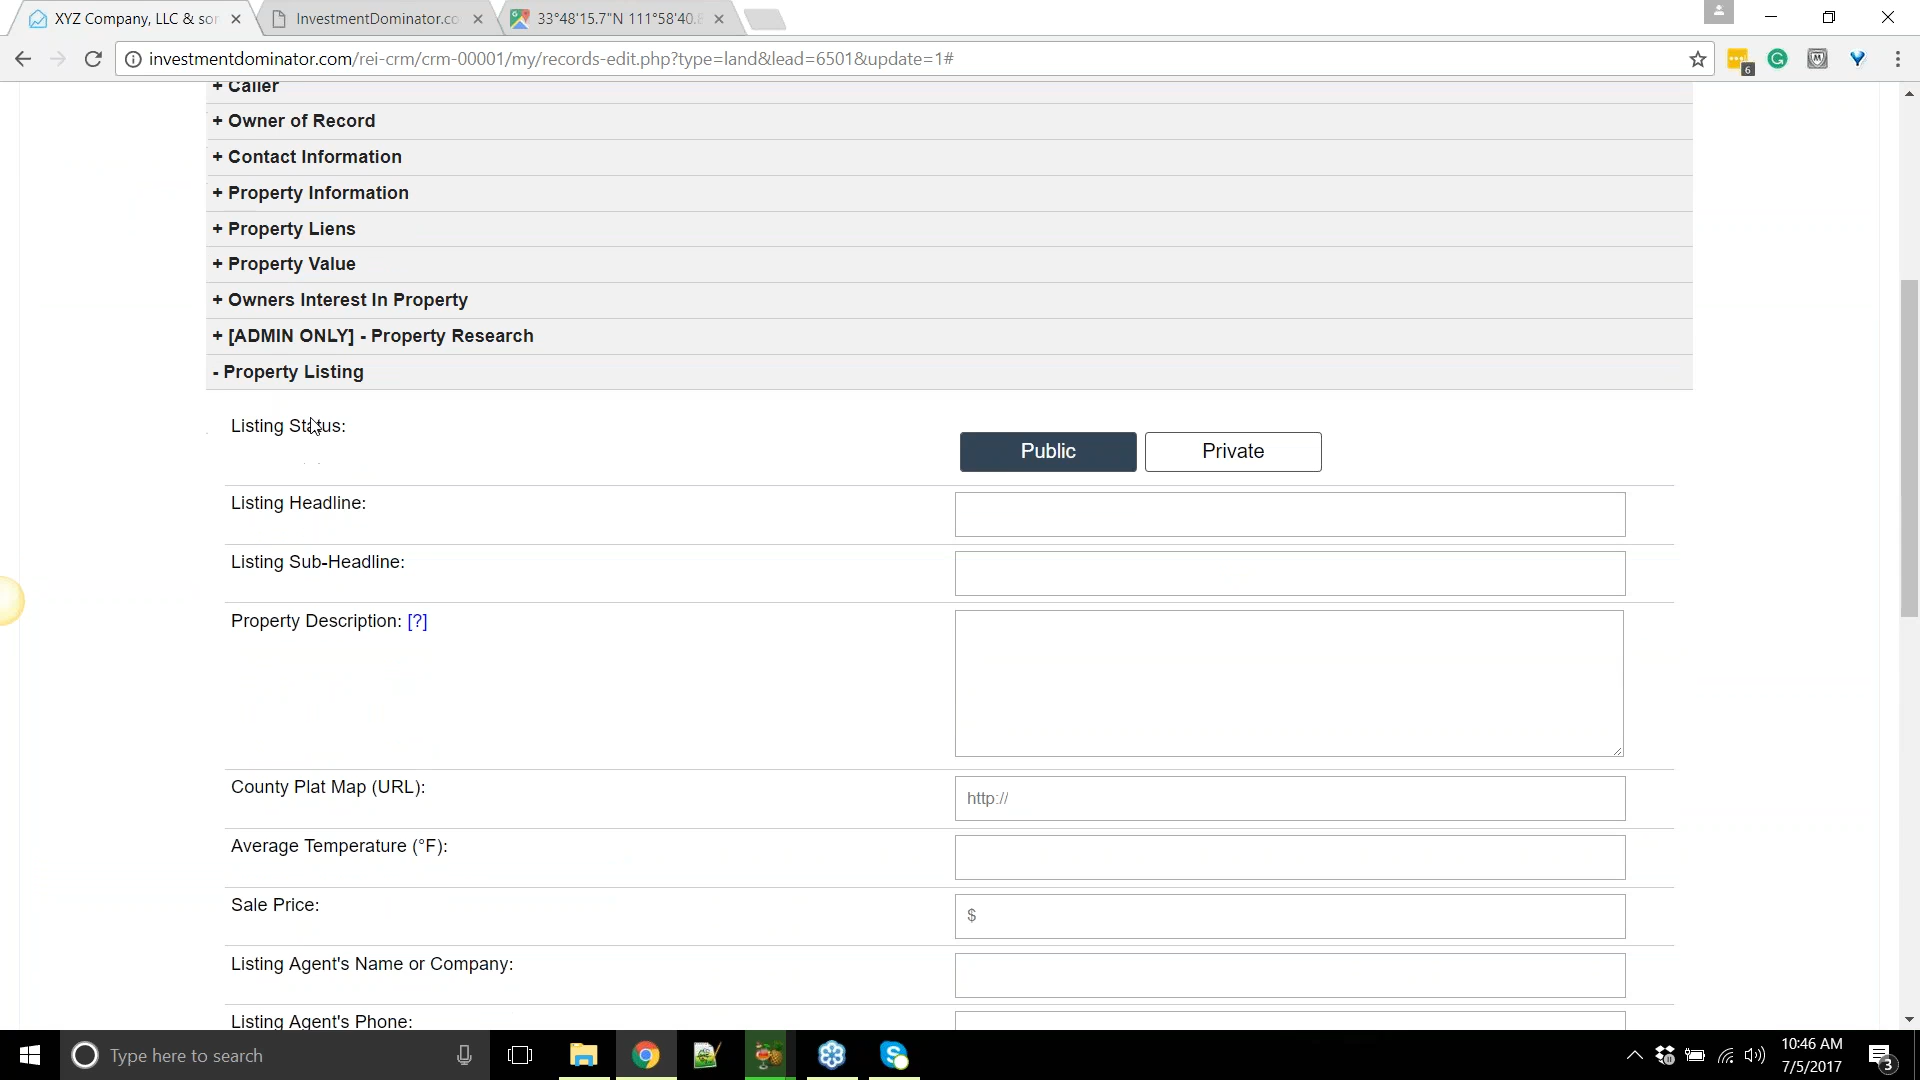 XYZ Company, LLC & sor
InvestmentDominator.co
33°48'15.7"N 111°58'40.8
investmentdominator.com/rei-crm/crm-00001/my/records-edit.php?type=land&lead=6501&update=1#
6
+ Caller
+ Owner of Record
+ Contact Information
+ Property Information
+ Property Liens
+ Property Value
+ Owners Interest In Property
+ [ADMIN ONLY] - Property Research
- Property Listing
Listing Status:
Public Private
Listing Headline:
Listing Sub-Headline:
Property Description: [?]
County Plat Map (URL): http://
Average Temperature (°F):
Sale Price: $
Listing Agent's Name or Company:
Listing Agent's Phone:
Type here to search
10:46 AM
7/5/2017
3